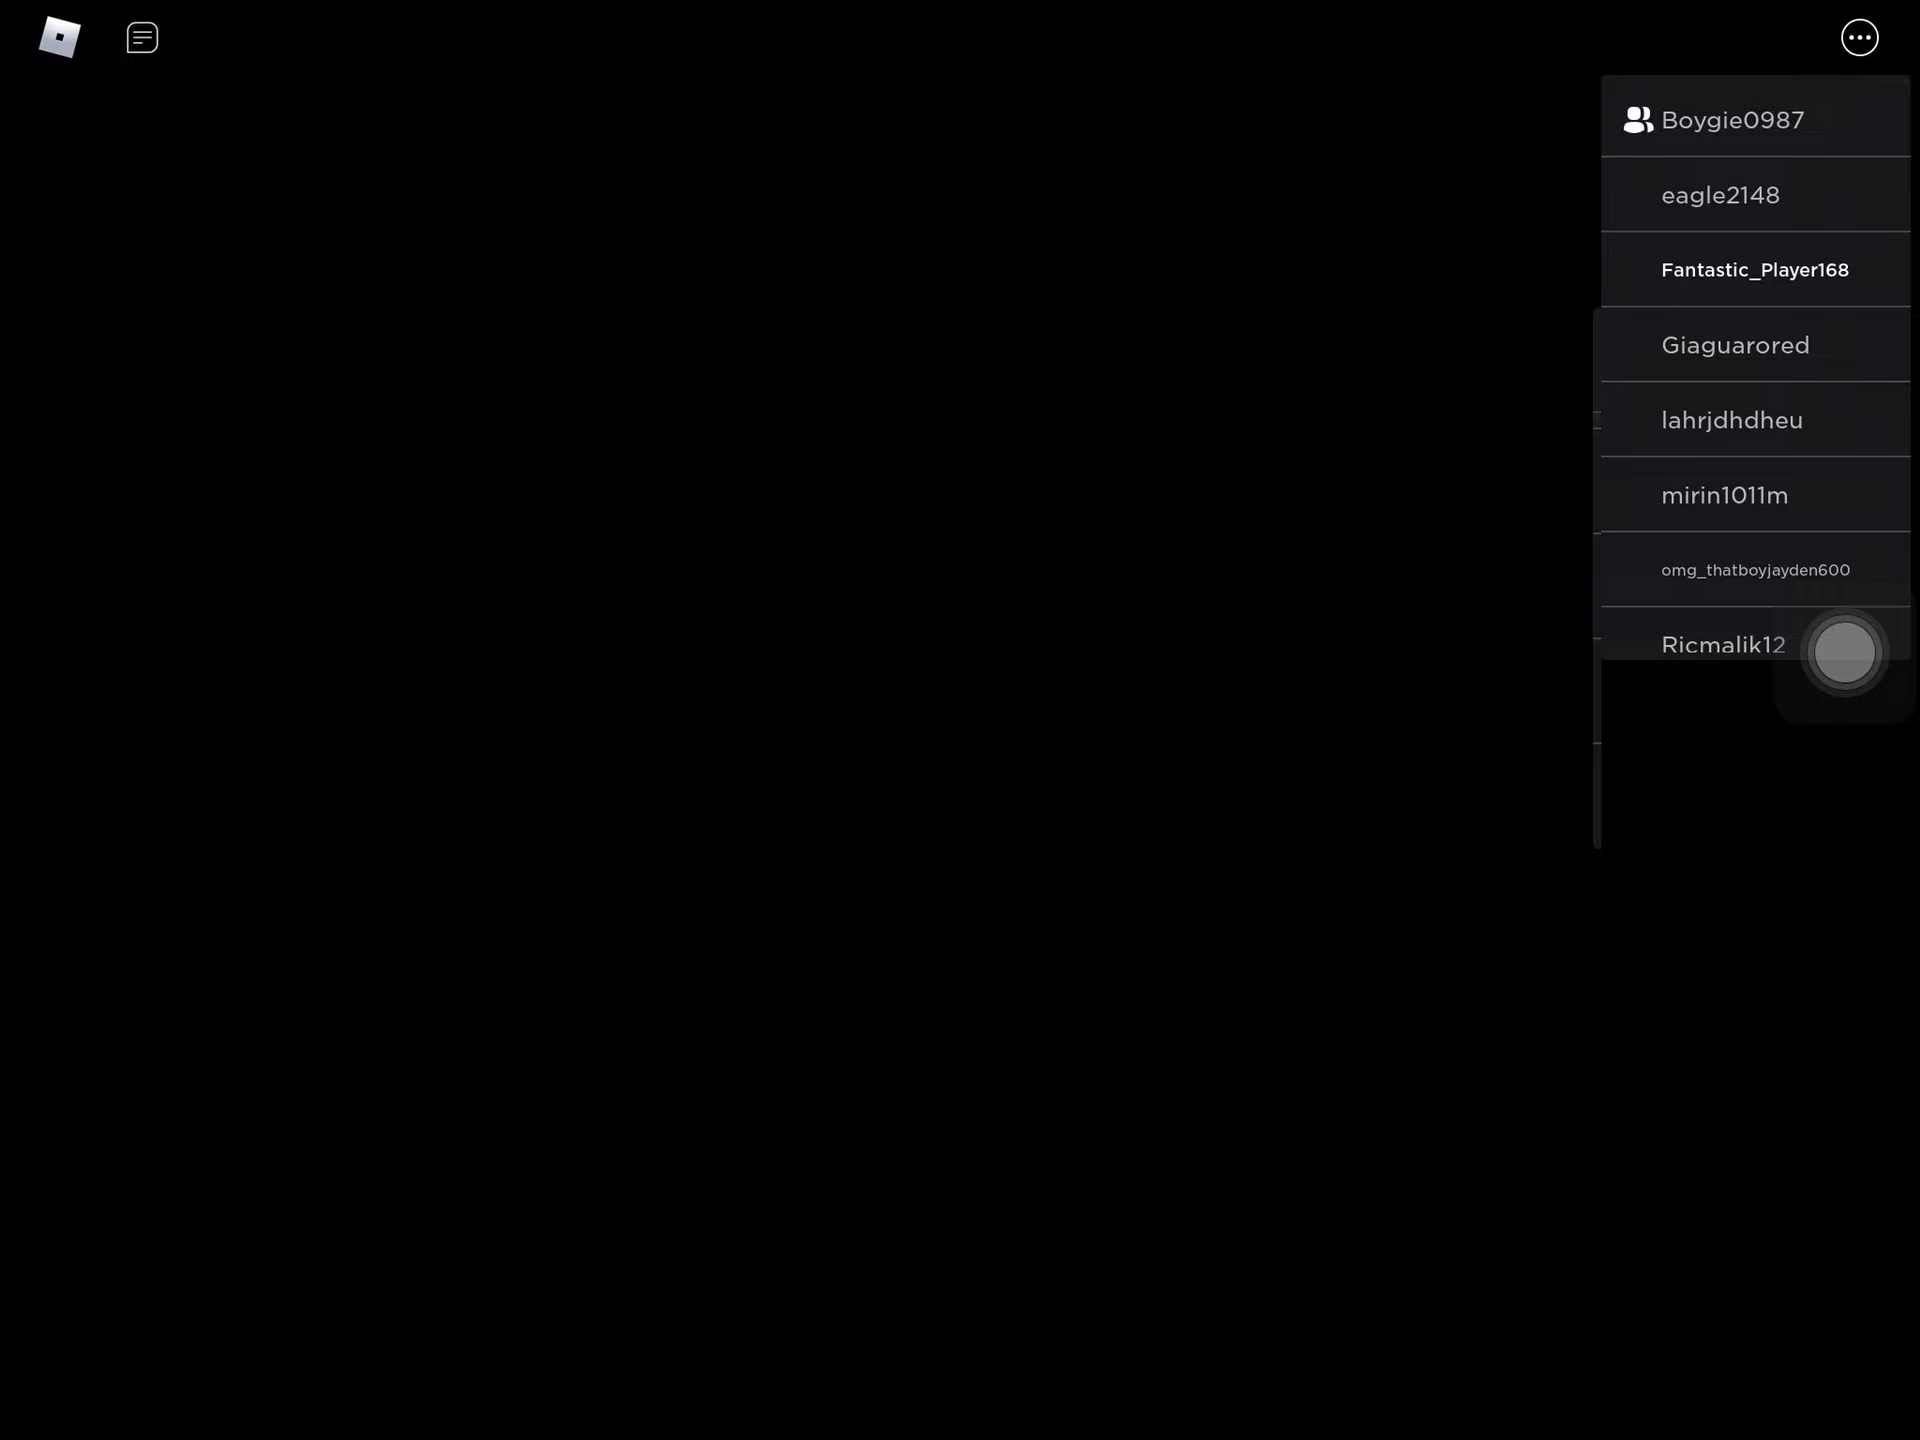 Boygie0987
eagle2148
Fantastic_Player168
Giaguarored
lahrjdhdheu
mirin1011m
omg_thatboyjayden600
Ricmalik12